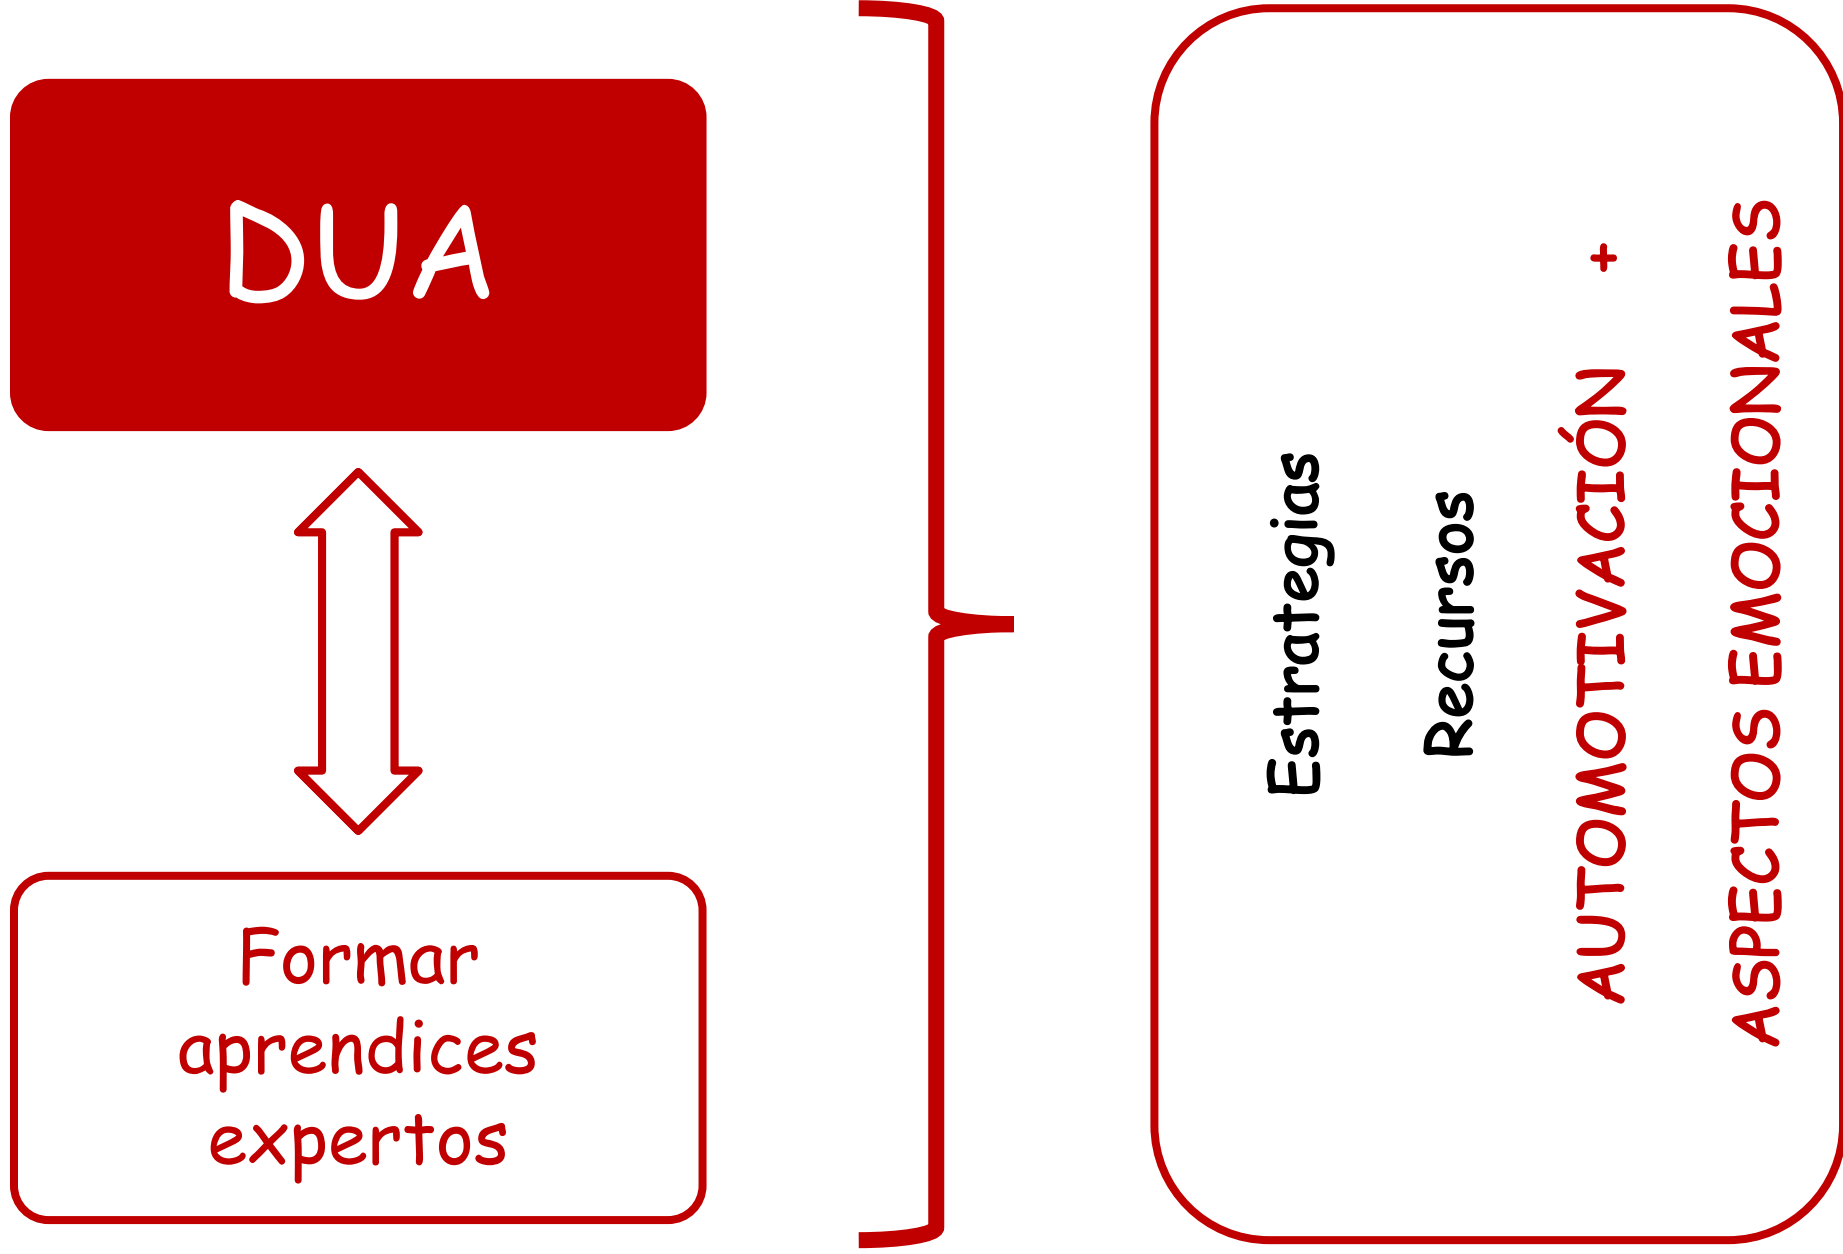 DUA
Formar
aprendices
expertos
Estrategias
Recursos
AUTOMOTIVACIÓN +
ASPECTOS EMOCIONALES